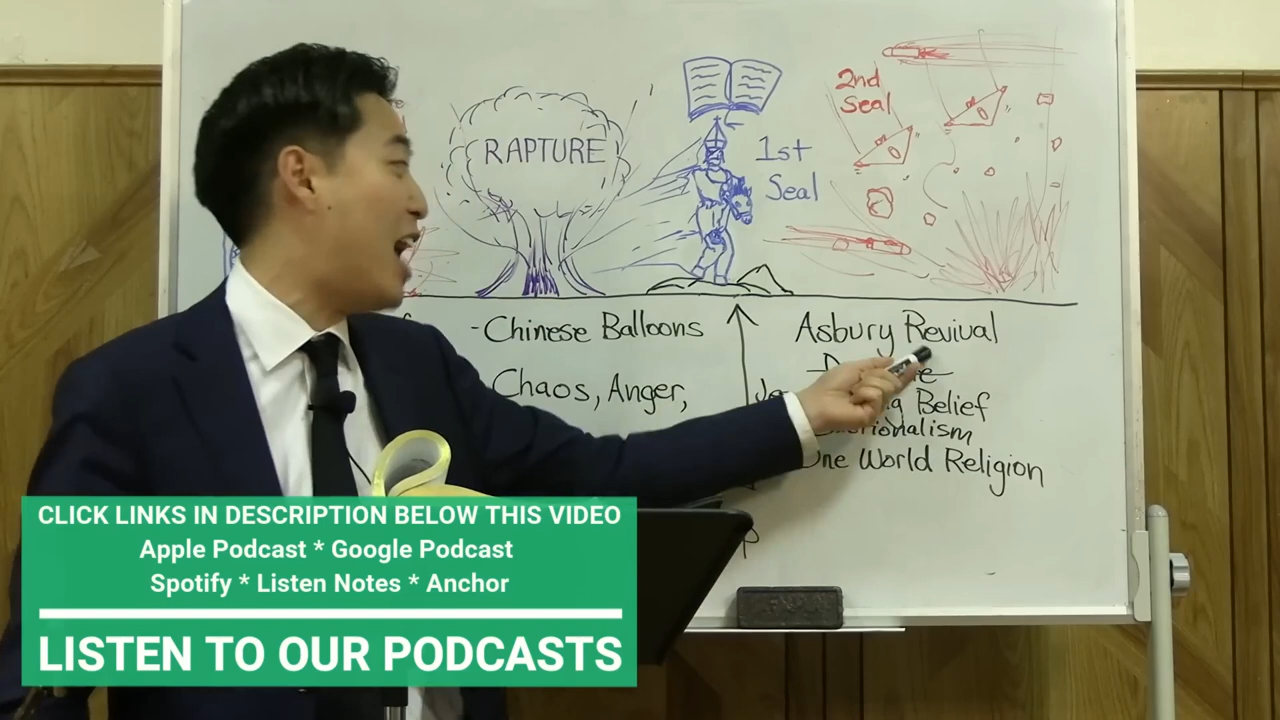 RAPTURE
1st
Seal
2nd
Seal
-Chinese Balloons
Chaos, Anger,
Asbury Revival
Belief
One World Religion
CLICK LINKS IN DESCRIPTION BELOW THIS VIDEO
Apple Podcast * Google Podcast
Spotify * Listen Notes * Anchor
LISTEN TO OUR PODCASTS